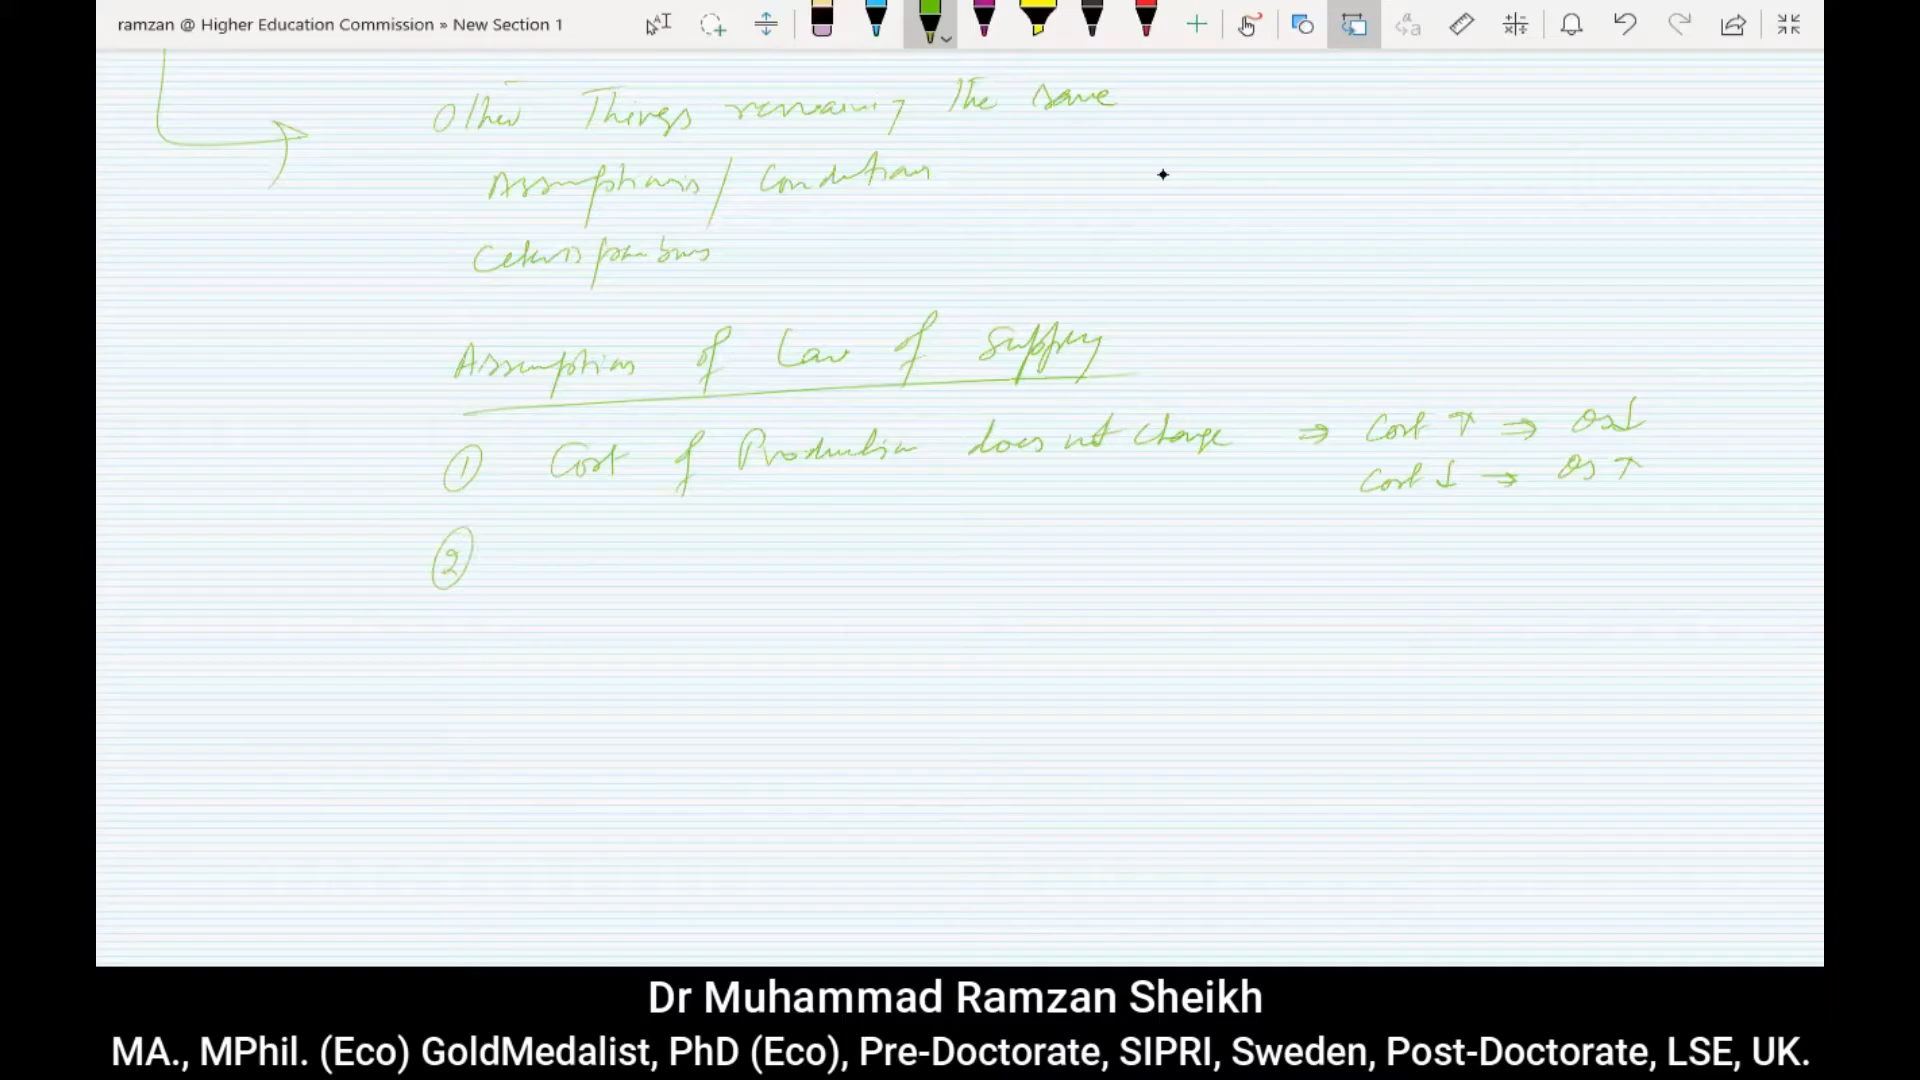 ramzan @ Higher Education Commission » New Section 1
Other Things remaining the same
Assumptions / Conditions
Ceteris paribus
Assumptions of Law of Supply
① Cost of Production does not change ⇒ Cost ↑ ⇒ Qs ↓
Cost ↓ → Qs ↑
②
Dr Muhammad Ramzan Sheikh
MA., MPhil. (Eco) GoldMedalist, PhD (Eco), Pre-Doctorate, SIPRI, Sweden, Post-Doctorate, LSE, UK.